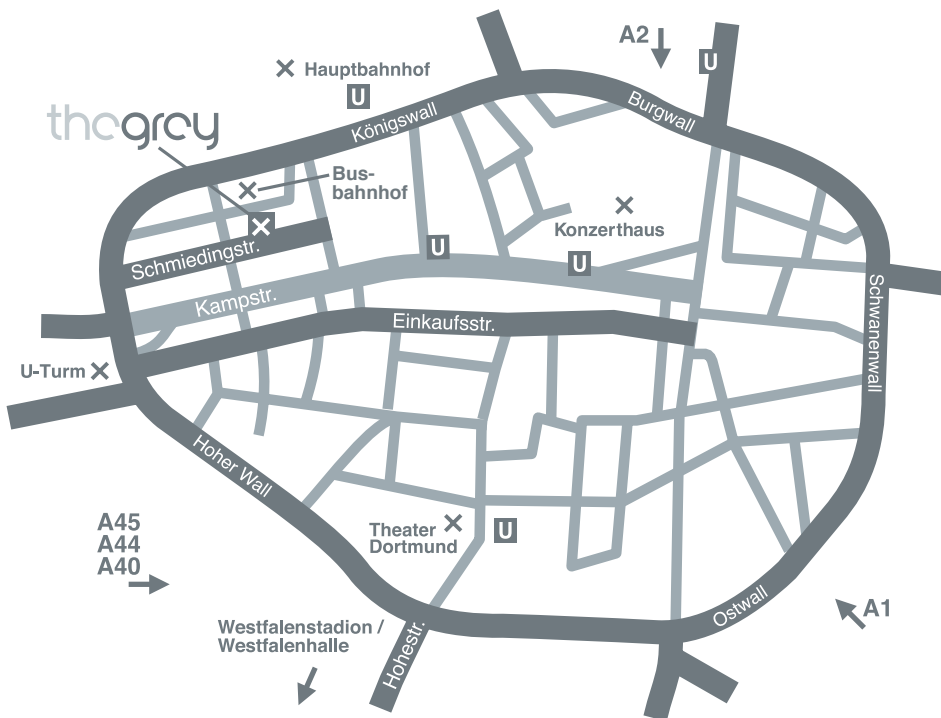 A2
U
Hauptbahnhof
U
Burgwall
Königswall
thegrey
Bus-
bahnhof
Konzerthaus
Schmiedingstr.
U
U
Kampstr.
Schwanenwall
Einkaufsstr.
U-Turm
Hoher Wall
A45
A44
A40
Theater
Dortmund
U
Ostwall
A1
Westfalenstadion /
Westfalenhalle
Hohestr.